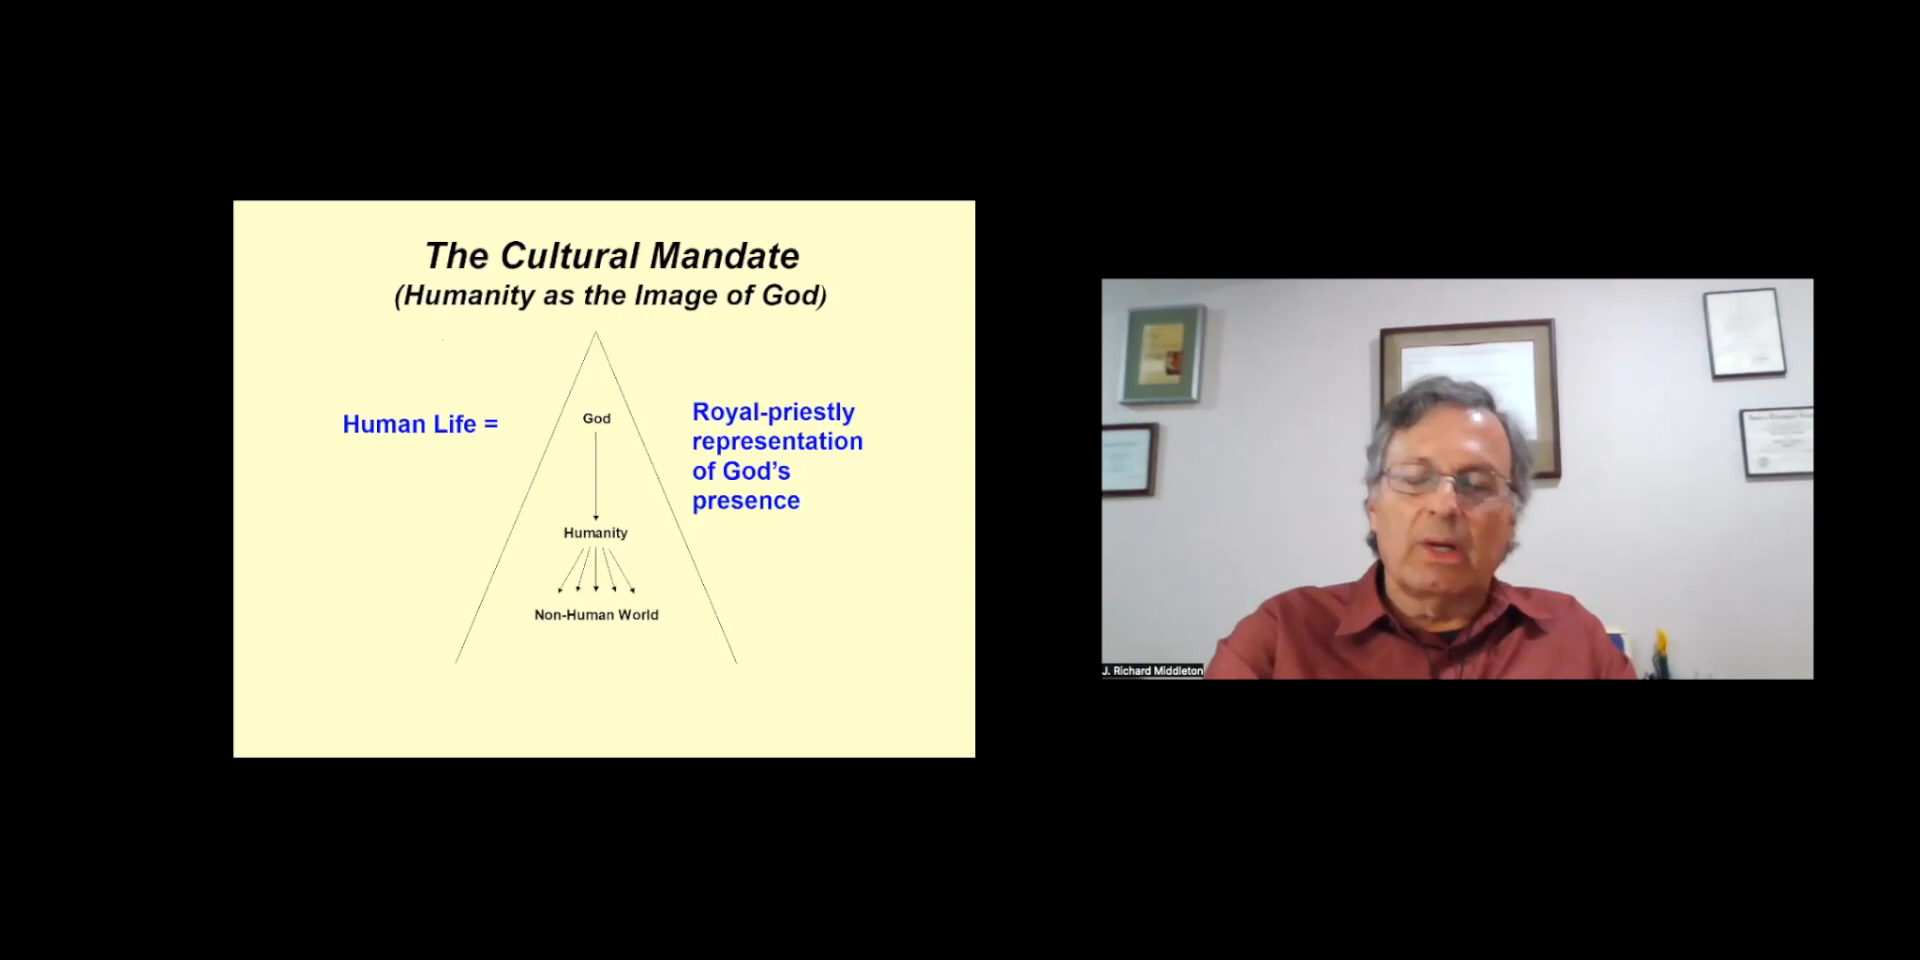 The Cultural Mandate
(Humanity as the Image of God)
Human Life =
God
Royal-priestly
representation
of God's
presence
Humanity
Non-Human World
J. Richard Middleton